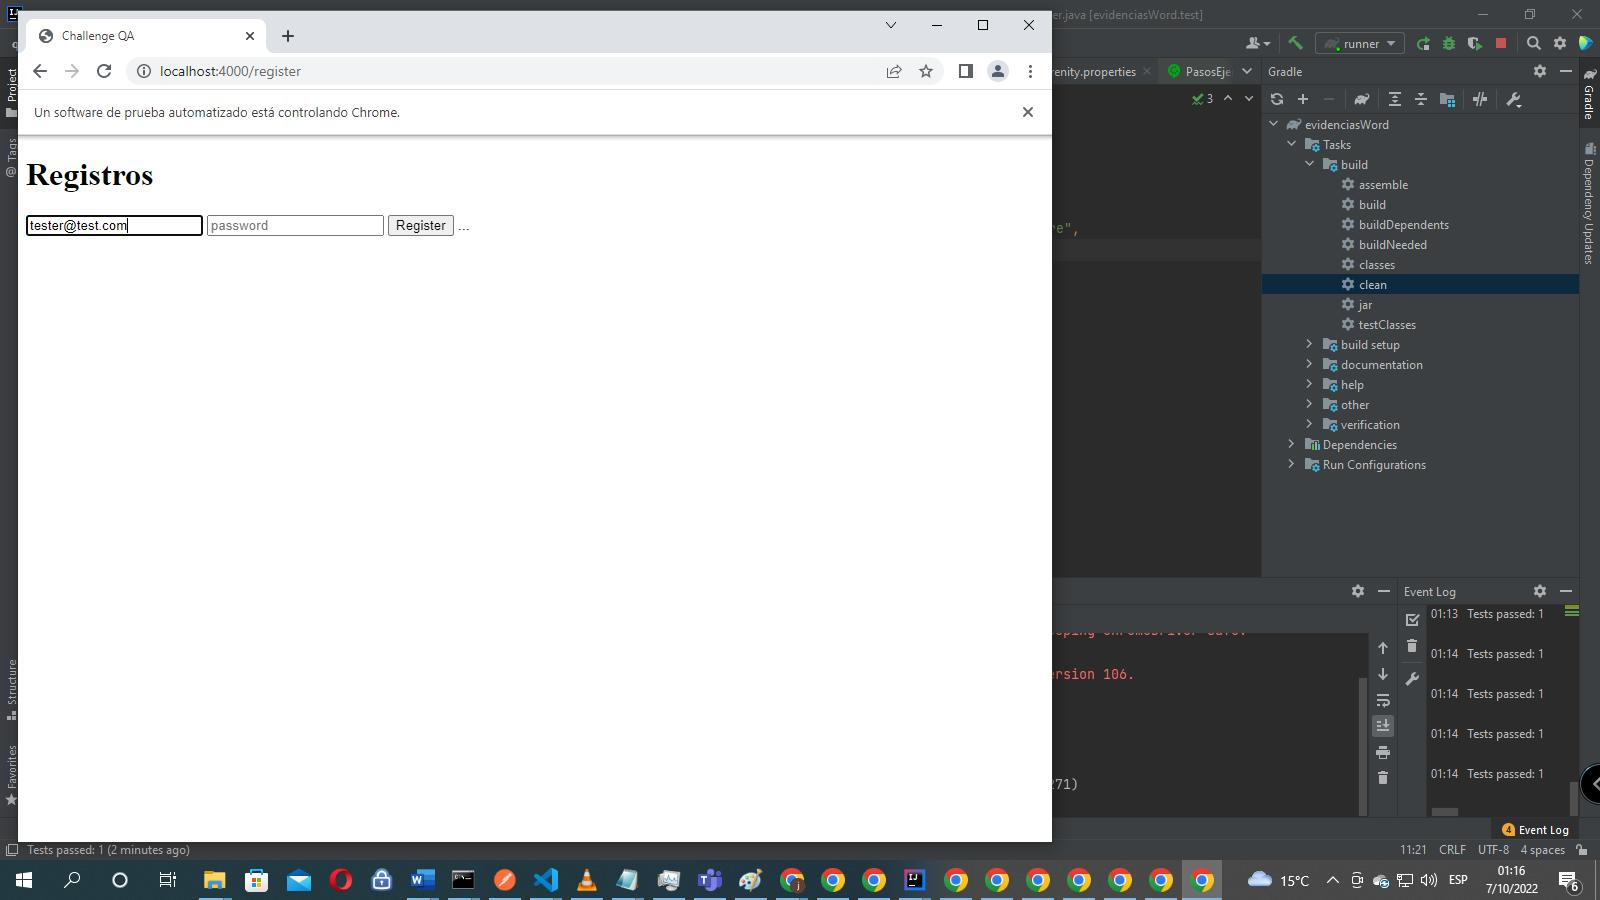 er.java [evidenciasWord.test]
Challenge QA
localhost:4000/register
Un software de prueba automatizado está controlando Chrome.
Registros
tester@test.com password Register ...
runner
renity.properties PasosEje
3
e",
Gradle
evidenciasWord
Tasks
build
assemble
build
buildDependents
buildNeeded
classes
clean
jar
testClasses
build setup
documentation
help
other
verification
Dependencies
Run Configurations
Project
@ Tags
Structure
Favorites
Gradle
Dependency Updates
ersion 106.
271)
Event Log
01:13 Tests passed: 1
01:14 Tests passed: 1
01:14 Tests passed: 1
01:14 Tests passed: 1
01:14 Tests passed: 1
4 Event Log
Tests passed: 1 (2 minutes ago)
11:21 CRLF UTF-8 4 spaces
15°C ESP
01:16
7/10/2022
6